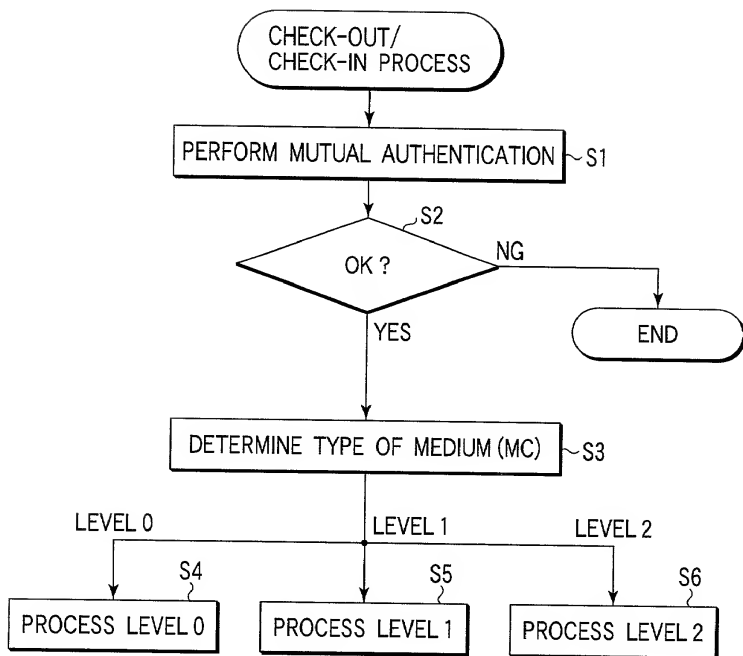 CHECK-OUT/
CHECK-IN PROCESS
PERFORM MUTUAL AUTHENTICATION
S1
S2
OK?
NG
END
YES
DETERMINE TYPE OF MEDIUM (MC)
S3
LEVEL 0
LEVEL 1
LEVEL 2
S4
S5
S6
PROCESS LEVEL 0
PROCESS LEVEL 1
PROCESS LEVEL 2